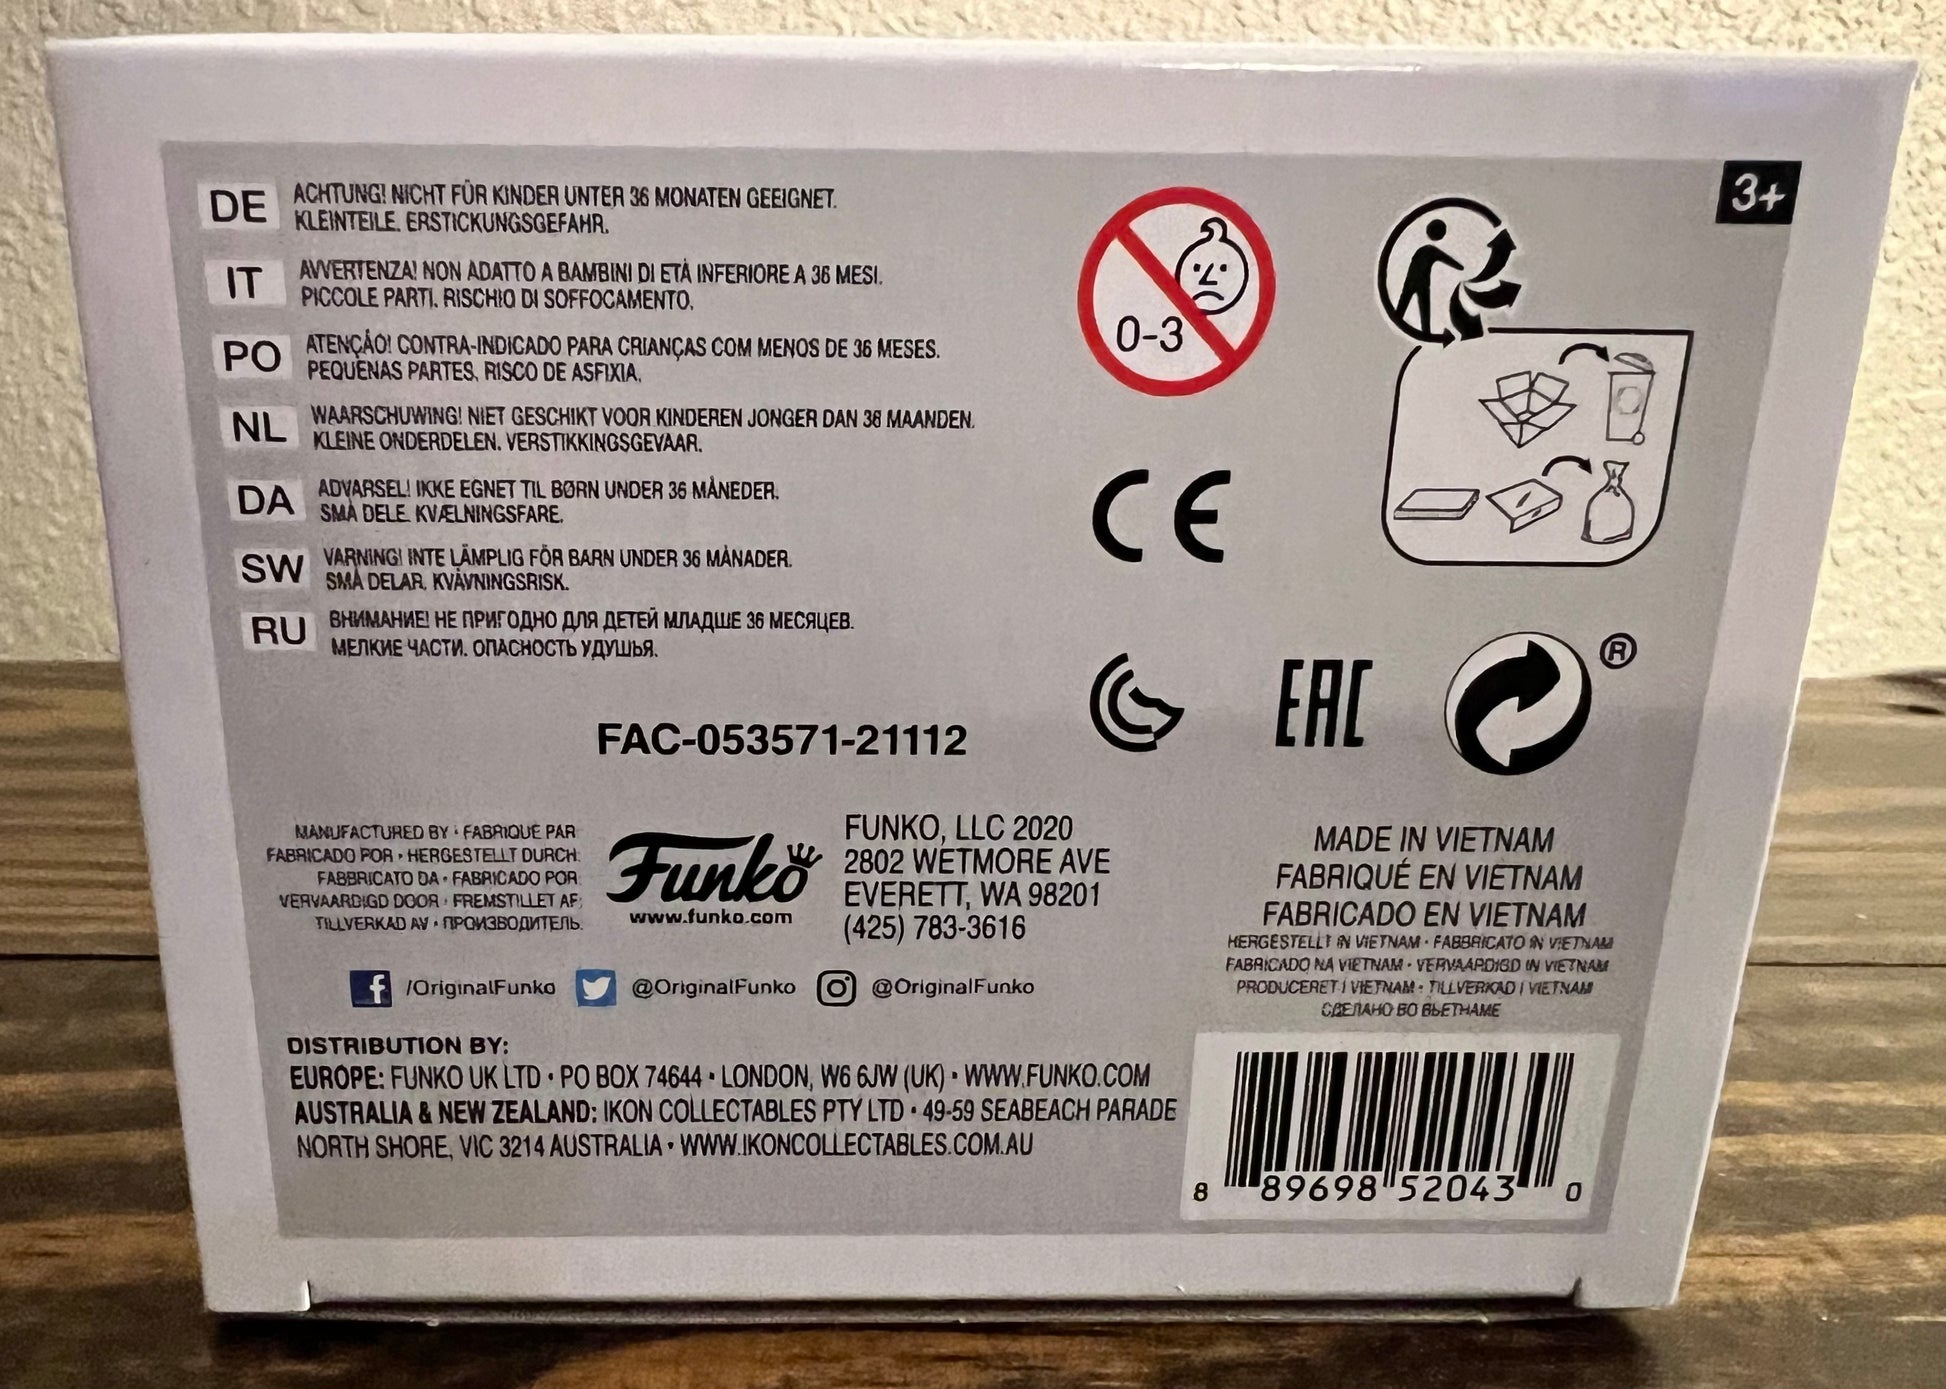 3+
DE
ACHTUNG! NICHT FÜR KINDER UNTER 36 MONATEN GEEIGNET.
KLEINTEILE. ERSTICKUNGSGEFAHR.
IT
AVVERTENZA! NON ADATTO A BAMBINI DI ETÀ INFERIORE A 36 MESI.
PICCOLE PARTI. RISCHIO DI SOFFOCAMENTO.
PO
ATENÇÃO! CONTRA-INDICADO PARA CRIANÇAS COM MENOS DE 36 MESES.
PEQUENAS PARTES, RISCO DE ASFIXIA.
NL
WAARSCHUWING! NIET GESCHIKT VOOR KINDEREN JONGER DAN 36 MAANDEN.
KLEINE ONDERDELEN. VERSTIKKINGSGEVAAR.
DA
ADVARSEL! IKKE EGNET TIL BØRN UNDER 36 MÅNEDER.
SMÅ DELE. KVÆLNINGSFARE.
SW
VARNING! INTE LÄMPLIG FÖR BARN UNDER 36 MÅNADER.
SMÅ DELAR. KVÄVNINGSRISK.
RU
ВНИМАНИЕ! НЕ ПРИГОДНО ДЛЯ ДЕТЕЙ МЛАДШЕ 36 МЕСЯЦЕВ.
МЕЛКИЕ ЧАСТИ. ОПАСНОСТЬ УДУШЬЯ.
0-3
CE
EAC
®
FAC-053571-21112
MANUFACTURED BY • FABRIQUÉ PAR
FABRICADO POR • HERGESTELLT DURCH:
FABBRICATO DA • FABRICADO POR:
VERVAARDIGD DOOR • FREMSTILLET AF:
TILLVERKAD AV • ПРОИЗВОДИТЕЛЬ:
Funko
www.funko.com
FUNKO, LLC 2020
2802 WETMORE AVE
EVERETT, WA 98201
(425) 783-3616
MADE IN VIETNAM
FABRIQUÉ EN VIETNAM
FABRICADO EN VIETNAM
HERGESTELLT IN VIETNAM • FABBRICATO IN VIETNAM
FABRICADO NA VIETNAM • VERVAARDIGD IN VIETNAM
PRODUCERET I VIETNAM • TILLVERKAD I VIETNAM
СДЕЛАНО ВО ВЬЕТНАМЕ
f /OriginalFunko @OriginalFunko @OriginalFunko
DISTRIBUTION BY:
EUROPE: FUNKO UK LTD • PO BOX 74644 • LONDON, W6 6JW (UK) • WWW.FUNKO.COM
AUSTRALIA & NEW ZEALAND: IKON COLLECTABLES PTY LTD • 49-59 SEABEACH PARADE
NORTH SHORE, VIC 3214 AUSTRALIA • WWW.IKONCOLLECTABLES.COM.AU
8 89698 52043 0